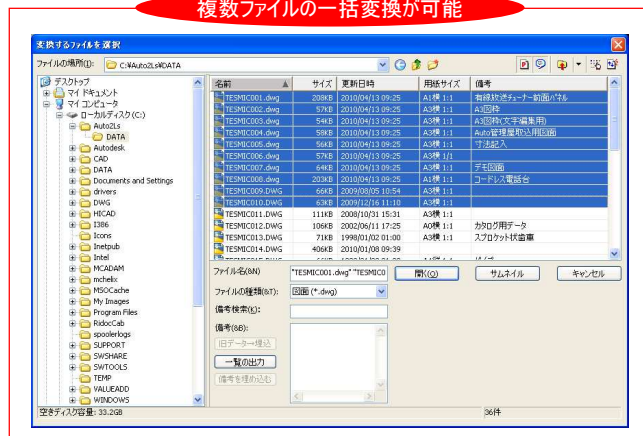 複数ファイルの一括変換が可能
変換するファイルを選択
ファイルの場所(I): C:¥Auto2Ls¥DATA
デスクトップ
マイ ドキュメント
マイ コンピュータ
ローカルディスク (C:)
Auto2Ls
DATA
Autodesk
CAD
DATA
Documents and Settings
drivers
DWG
HICAD
I386
Icons
Inetpub
Intel
MCADAM
mchelix
MSOCache
My Images
Program Files
RidocCab
spoolerlogs
SUPPORT
SWSHARE
SWTOOLS
TEMP
VALUEADD
WINDOWS
名前 サイズ 更新日時 用紙サイズ 備考
TESMIC001.dwg 208KB 2010/04/13 09:25 A1横 1:1 有線放送チューナー前面パネル
TESMIC002.dwg 57KB 2010/04/13 09:25 A3横 1:1 A3図枠
TESMIC003.dwg 54KB 2010/04/13 09:25 A3横 1:1 A3図枠(文字編集用)
TESMIC004.dwg 58KB 2010/04/13 09:25 A3横 1:1 Auto管理屋取込用図面
TESMIC005.dwg 56KB 2010/04/13 09:25 A3横 1:1 寸法記入
TESMIC006.dwg 57KB 2010/04/13 09:25 A3横 1/1
TESMIC007.dwg 64KB 2010/04/13 09:25 A3横 1:1 デモ図面
TESMIC008.dwg 203KB 2010/04/13 09:25 A1横 1:1 コードレス電話台
TESMIC009.DWG 66KB 2009/08/05 10:54 A3横 1:1
TESMIC010.DWG 63KB 2009/12/16 11:10 A3横 1:1
TESMIC011.DWG 111KB 2008/10/31 15:31 A3横 1:1
TESMIC012.DWG 106KB 2002/06/11 17:25 A0横 1:1 カタログ用データ
TESMIC013.DWG 71KB 1998/01/02 01:00 A3横 1:1 スプロケット状歯車
TESMIC014.DWG 406KB 2010/01/08 09:39
ファイル名(&N) "TESMIC001.dwg" "TESMIC0 開く(O) サムネイル キャンセル
ファイルの種類(&T): 図面 (*.dwg)
備考検索(K):
備考(&B):
旧データ→埋込
一覧の出力
備考を埋め込む
空きディスク容量: 33.2GB 36件